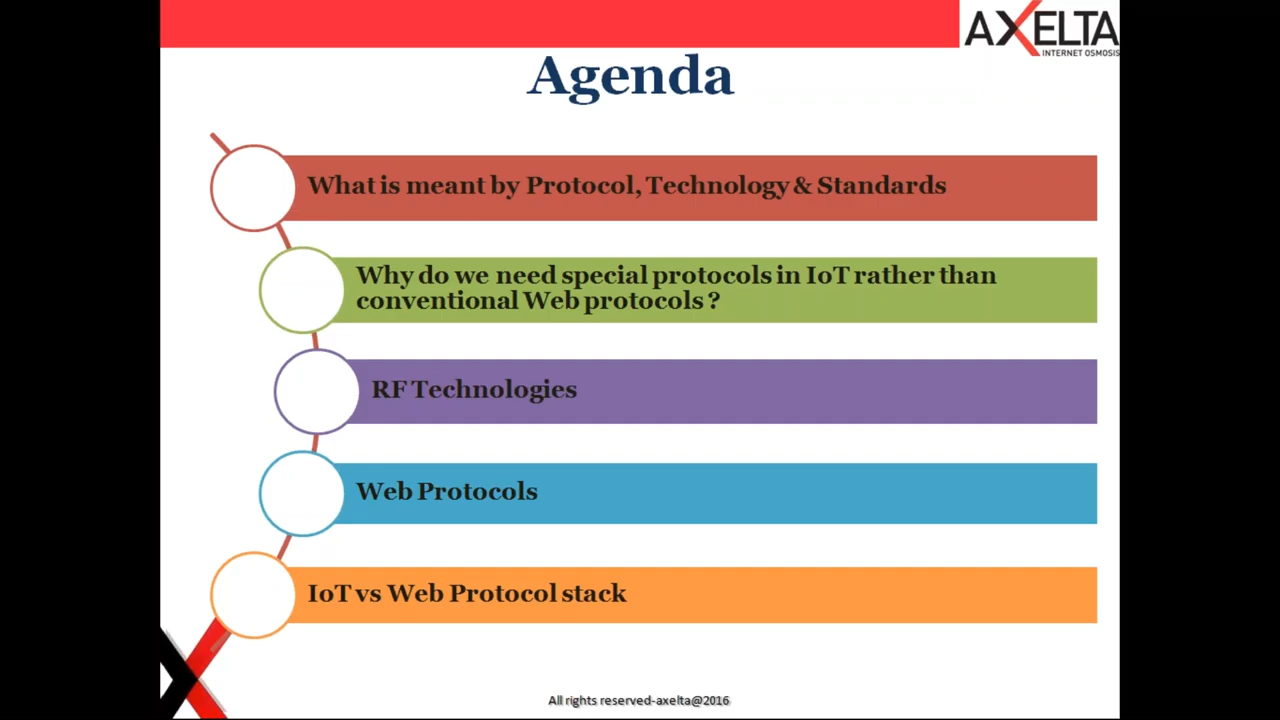 AXELTA
INTERNET OSMOSIS
Agenda
What is meant by Protocol, Technology & Standards
Why do we need special protocols in IoT rather than
conventional Web protocols ?
RF Technologies
Web Protocols
IoT vs Web Protocol stack
All rights reserved-axelta@2016